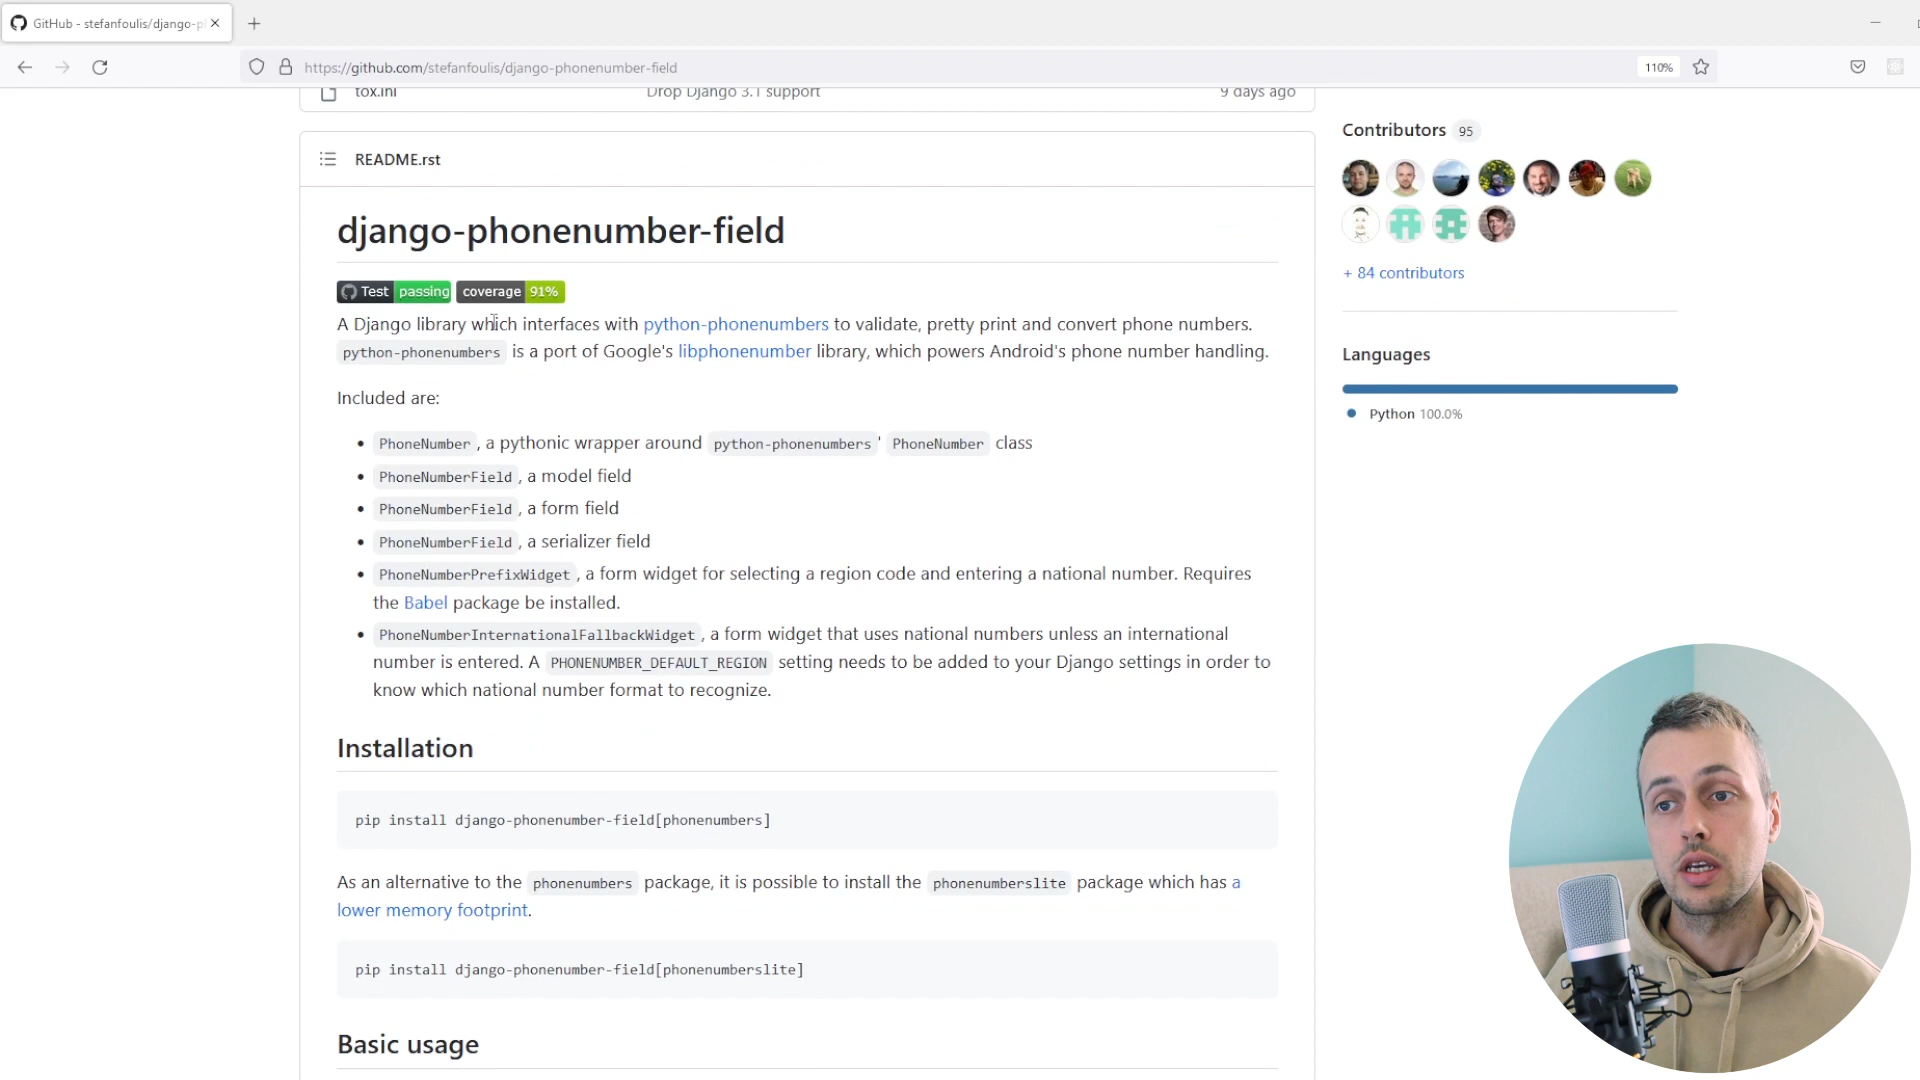 GitHub - stefanfoulis/django-p
https://github.com/stefanfoulis/django-phonenumber-field
110%
tox.ini Drop Django 3.1 support 9 days ago
README.rst
django-phonenumber-field
Test passing coverage 91%
A Django library which interfaces with python-phonenumbers to validate, pretty print and convert phone numbers.
python-phonenumbers is a port of Google's libphonenumber library, which powers Android's phone number handling.
Included are:
• PhoneNumber, a pythonic wrapper around python-phonenumbers' PhoneNumber class
• PhoneNumberField, a model field
• PhoneNumberField, a form field
• PhoneNumberField, a serializer field
• PhoneNumberPrefixWidget, a form widget for selecting a region code and entering a national number. Requires
the Babel package be installed.
• PhoneNumberInternationalFallbackWidget, a form widget that uses national numbers unless an international
number is entered. A PHONENUMBER_DEFAULT_REGION setting needs to be added to your Django settings in order to
know which national number format to recognize.
Installation
pip install django-phonenumber-field[phonenumbers]
As an alternative to the phonenumbers package, it is possible to install the phonenumberslite package which has a
lower memory footprint.
pip install django-phonenumber-field[phonenumberslite]
Basic usage
Contributors 95
+ 84 contributors
Languages
Python 100.0%